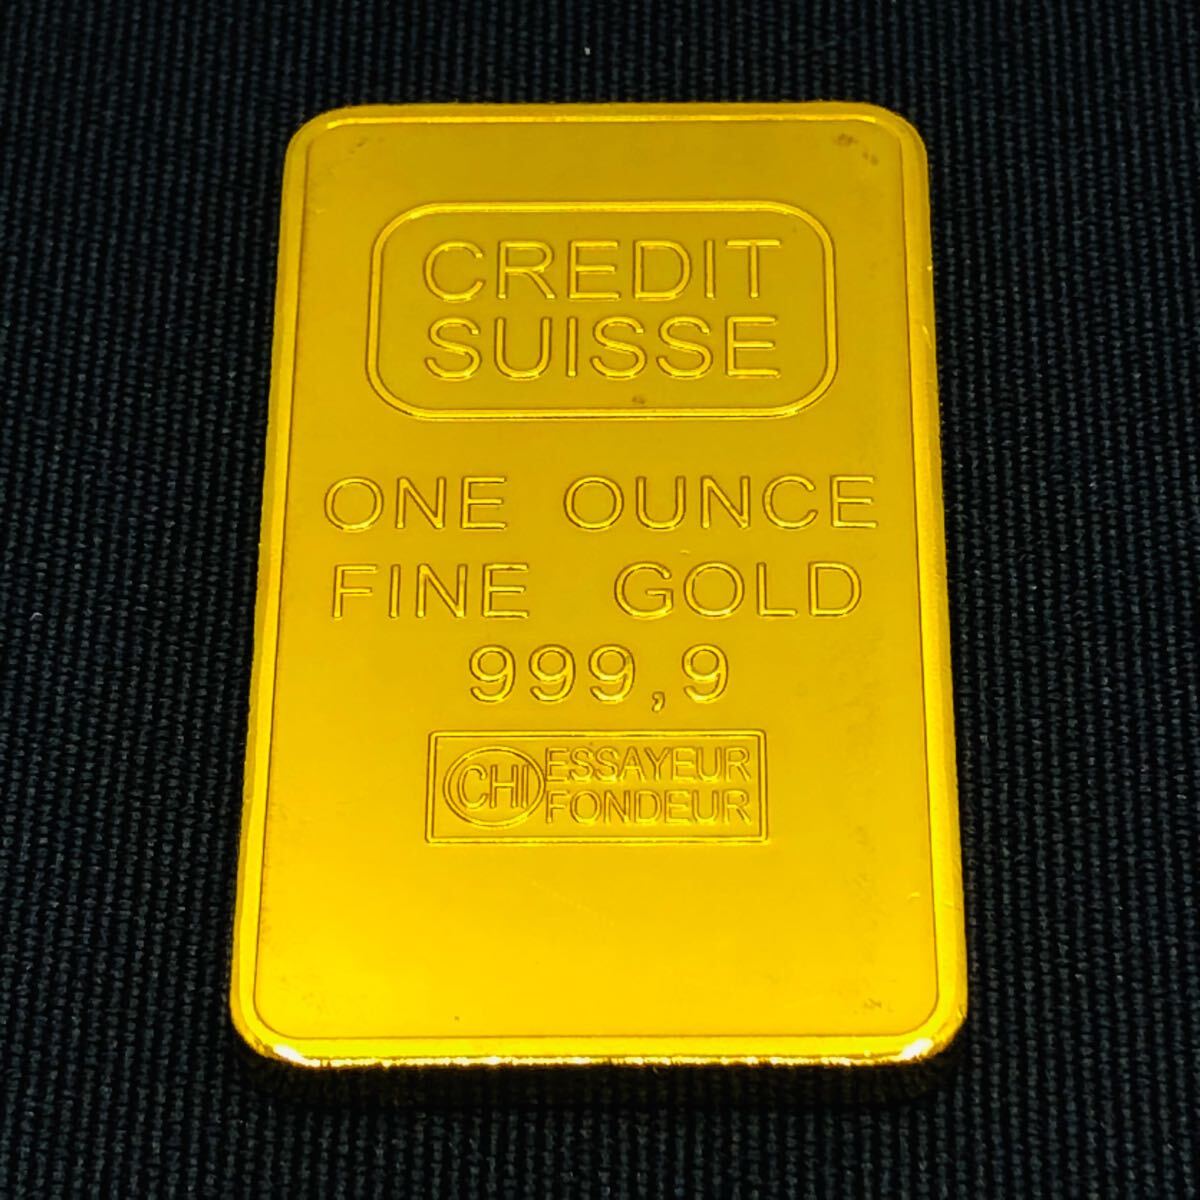 CREDIT
SUISSE
ONE OUNCE
FINE GOLD
999,9
CHI ESSAYEUR
FONDEUR